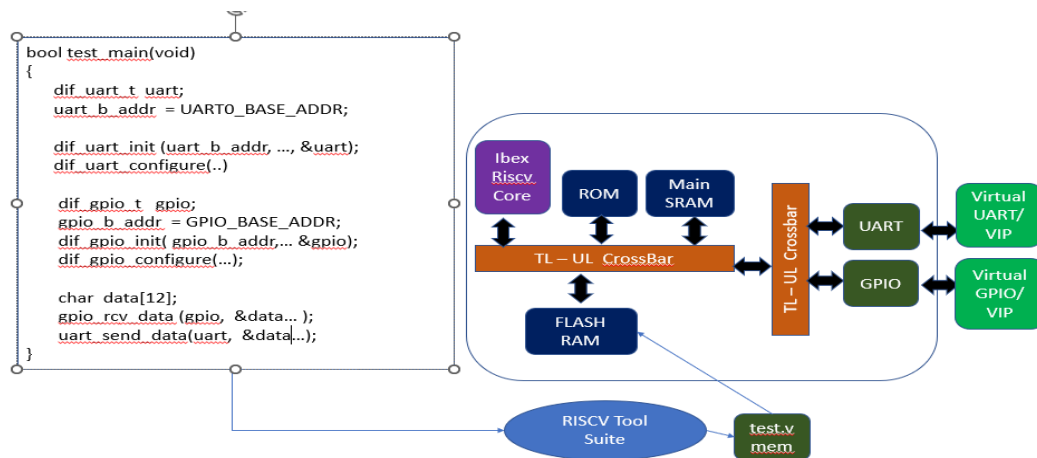 bool test_main(void)
{
dif_uart_t uart;
uart_b_addr = UART0_BASE_ADDR;
dif_uart_init (uart_b_addr, ..., &uart);
dif_uart_configure(..)
dif_gpio_t gpio;
gpio_b_addr = GPIO_BASE_ADDR;
dif_gpio_init( gpio_b_addr,... &gpio);
dif_gpio_configure(...);
char data[12];
gpio_rcv_data (gpio, &data... );
uart_send_data(uart, &data...);
}
Ibex
Riscv
Core
ROM
Main
SRAM
TL – UL CrossBar
FLASH
RAM
TL – UL Crossbar
UART
GPIO
Virtual
UART/
VIP
Virtual
GPIO/
VIP
RISCV Tool
Suite
test.v
mem